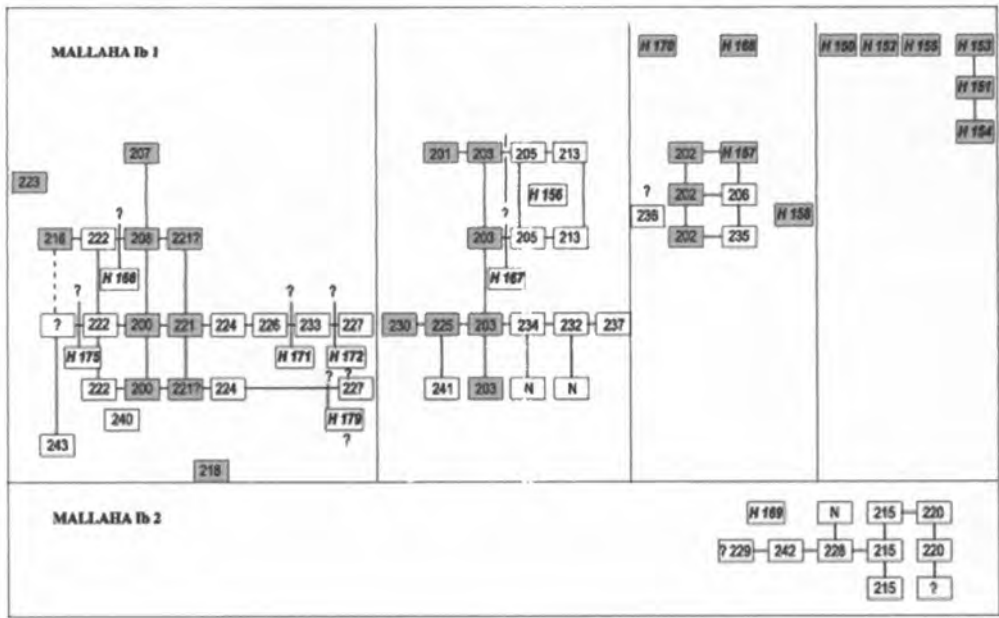 MALLAHA Ib 1
H 170 H 168 H 150 H 152 H 155 H 153
H 151
H 154
207 201 203 205 213 202 H 157
223
H 156 ? 202 206
? ? 236 H 158
216 222 208 221? 203 205 213 202 235
H 166 H 167
? ? ?
? 222 200 221 224 226 233 227 230 225 203 234 232 237
H 175 H 171 H 172
? ?
222 200 221? 224 227 241 203 N N
240 H 179
243 ?
218
MALLAHA Ib 2
H 169 N 215 220
? 229 242 228 215 220
215 ?